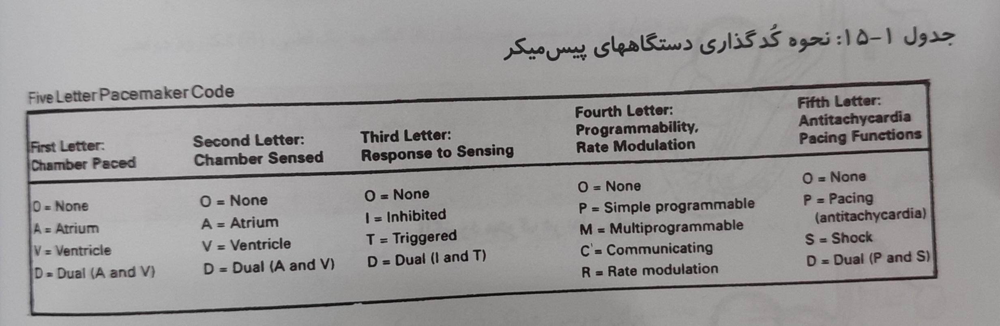 جدول ۱-۱۵: نحوه کُدگذاری دستگاههای پیس‌میکر
Five Letter Pacemaker Code
First Letter:
Chamber Paced
Second Letter:
Chamber Sensed
Third Letter:
Response to Sensing
Fourth Letter:
Programmability,
Rate Modulation
Fifth Letter:
Antitachycardia
Pacing Functions
O = None
A = Atrium
V = Ventricle
D = Dual (A and V)
O = None
A = Atrium
V = Ventricle
D = Dual (A and V)
O = None
I = Inhibited
T = Triggered
D = Dual (I and T)
O = None
P = Simple programmable
M = Multiprogrammable
C'= Communicating
R = Rate modulation
O = None
P = Pacing
(antitachycardia)
S = Shock
D = Dual (P and S)